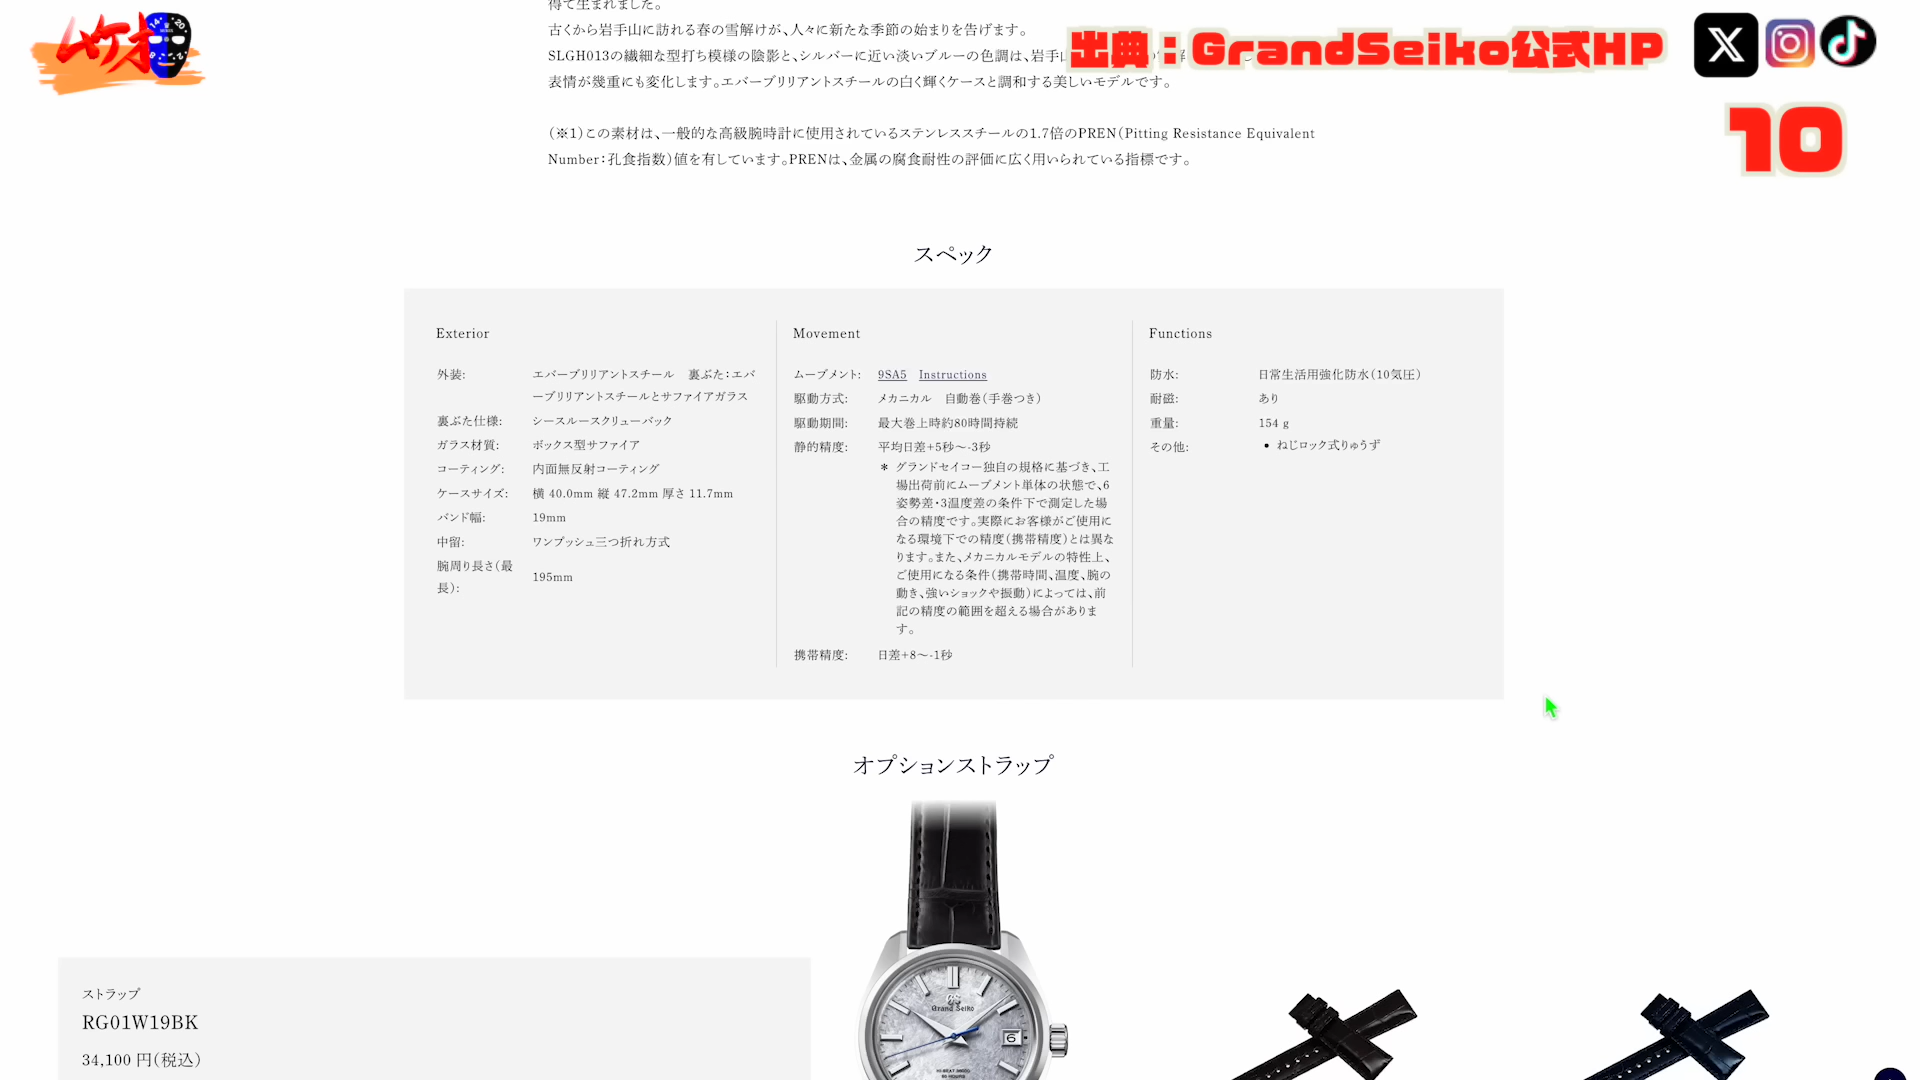 得て生まれました。
古くから岩手山に訪れる春の雪解けが、人々に新たな季節の始まりを告げます。
SLGH013の繊細な型打ち模様の陰影と、シルバーに近い淡いブルーの色調は、岩手山
表情が幾重にも変化します。エバーブリリアントスチールの白く輝くケースと調和する美しいモデルです。
出典：GrandSeiko公式HP
10
（※1）この素材は、一般的な高級腕時計に使用されているステンレススチールの1.7倍のPREN（Pitting Resistance Equivalent
Number：孔食指数）値を有しています。PRENは、金属の腐食耐性の評価に広く用いられている指標です。
スペック
Exterior
外装: エバーブリリアントスチール 裏ぶた：エバ
ーブリリアントスチールとサファイアガラス
裏ぶた仕様: シースルースクリューバック
ガラス材質: ボックス型サファイア
コーティング: 内面無反射コーティング
ケースサイズ: 横 40.0mm 縦 47.2mm 厚さ 11.7mm
バンド幅: 19mm
中留: ワンプッシュ三つ折れ方式
腕周り長さ（最
長）: 195mm
Movement
ムーブメント: 9SA5 Instructions
駆動方式: メカニカル 自動巻（手巻つき）
駆動期間: 最大巻上時約80時間持続
静的精度: 平均日差+5秒～-3秒
＊ グランドセイコー独自の規格に基づき、工
場出荷前にムーブメント単体の状態で、6
姿勢差・3温度差の条件下で測定した場
合の精度です。実際にお客様がご使用に
なる環境下での精度（携帯精度）とは異な
ります。また、メカニカルモデルの特性上、
ご使用になる条件（携帯時間、温度、腕の
動き、強いショックや振動）によっては、前
記の精度の範囲を超える場合がありま
す。
携帯精度: 日差+8～-1秒
Functions
防水: 日常生活用強化防水（10気圧）
耐磁: あり
重量: 154 g
その他: • ねじロック式りゅうず
オプションストラップ
GS
Grand Seiko
6
ストラップ
RG01W19BK
34,100 円（税込）